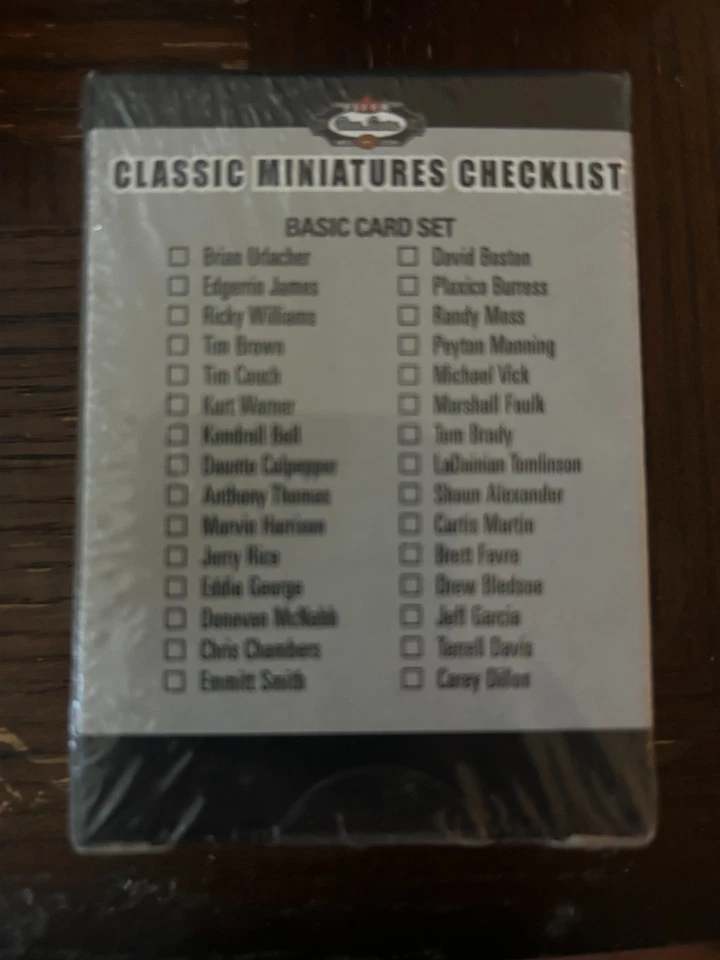 CLASSIC MINIATURES CHECKLIST
BASIC CARD SET
Brian Urlacher
Edgerrin James
Ricky Williams
Tim Brown
Tim Couch
Kurt Warner
Kendrell Bell
Daunte Culpepper
Anthony Thomas
Marvin Harrison
Jerry Rice
Eddie George
Donovan McNabb
Chris Chambers
Emmitt Smith
David Boston
Plaxico Burress
Randy Moss
Peyton Manning
Michael Vick
Marshall Faulk
Tom Brady
LaDainian Tomlinson
Shaun Alexander
Curtis Martin
Brett Favre
Drew Bledsoe
Jeff Garcia
Terrell Davis
Corey Dillon